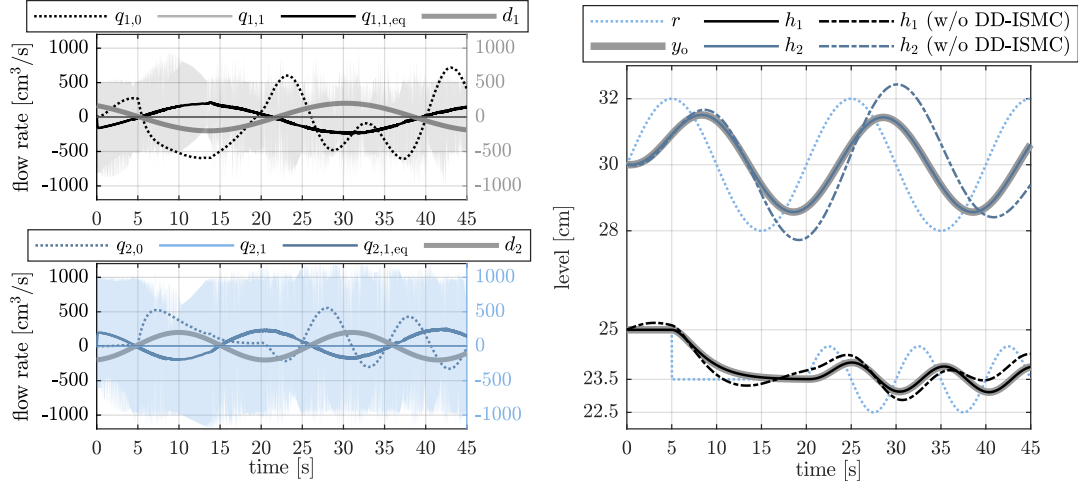 q1,0 q1,1 q1,1,eq d1
1000 1000
500 500
0 0
-500 -500
-1000 -1000
flow rate [cm³/s]
0 5 10 15 20 25 30 35 40 45
q2,0 q2,1 q2,1,eq d2
1000 1000
500 500
0 0
-500 -500
-1000 -1000
flow rate [cm³/s]
0 5 10 15 20 25 30 35 40 45
time [s]
r h1 h1 (w/o DD-ISMC)
yo h2 h2 (w/o DD-ISMC)
32
30
28
25
23.5
22.5
level [cm]
0 5 10 15 20 25 30 35 40 45
time [s]